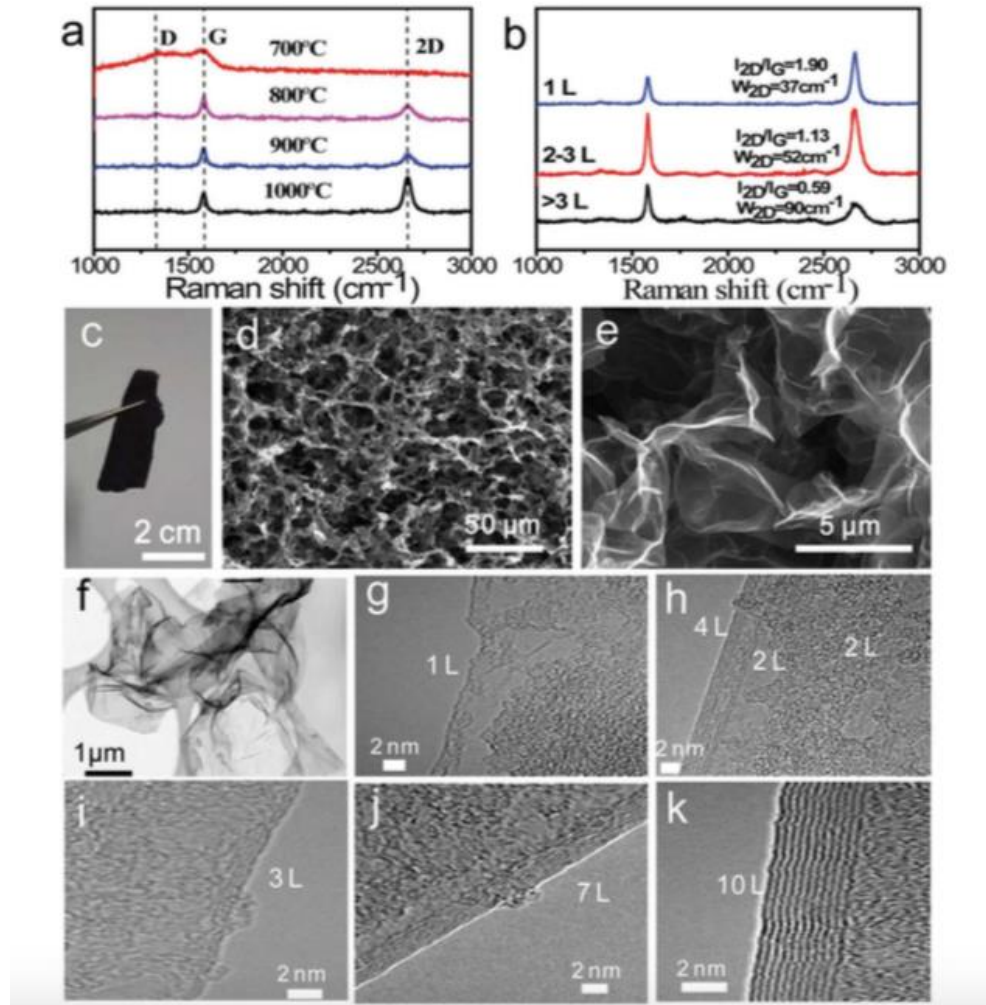 a
D
G
2D
700°C
800°C
900°C
1000°C
1000 1500 2000 2500 3000
Raman shift (cm-1)
b
1 L
I2D/IG=1.90
W2D=37cm-1
2-3 L
I2D/IG=1.13
W2D=52cm-1
>3 L
I2D/IG=0.59
W2D=90cm-1
1000 1500 2000 2500 3000
Raman shift (cm-1)
c
2 cm
d
50 μm
e
5 μm
f
1μm
g
1 L
2 nm
h
4 L
2 L
2 L
2 nm
i
3 L
2 nm
j
7 L
2 nm
k
10 L
2 nm